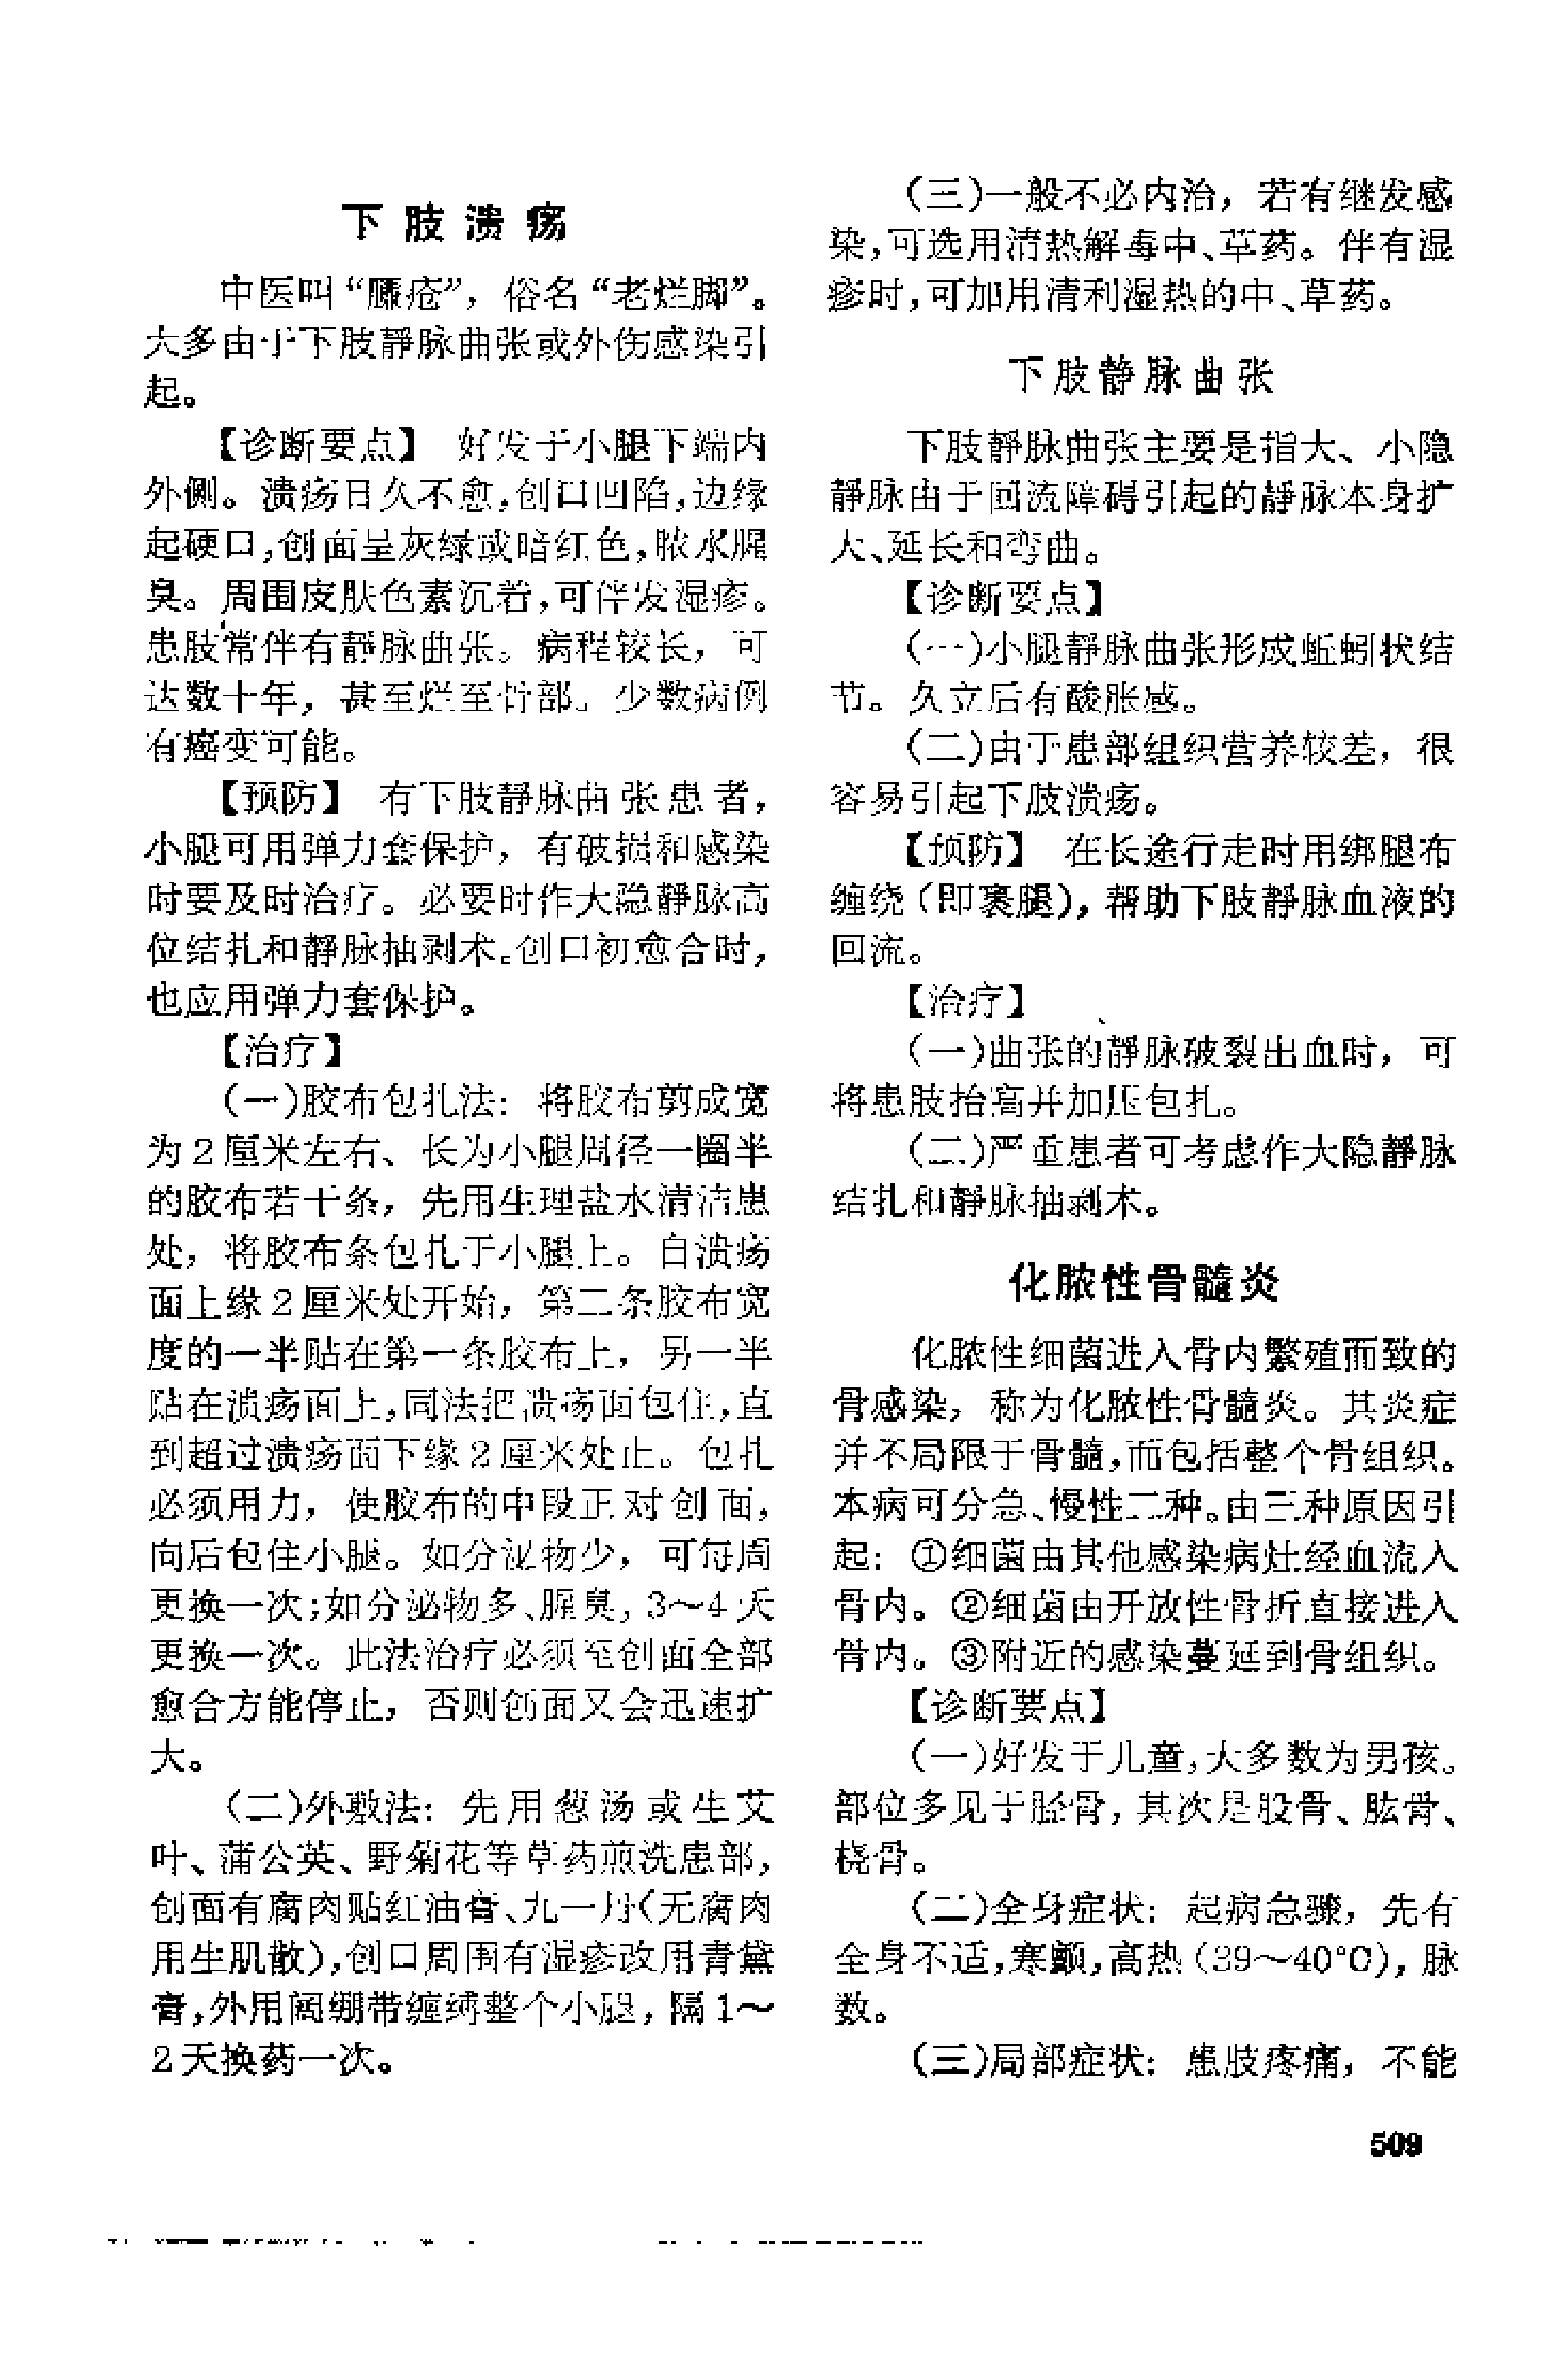 下肢溃疡
中医叫“臁疮”，俗名“老烂脚”。
大多由于下肢静脉曲张或外伤感染引
起。
【诊断要点】 好发于小腿下端内
外侧。溃疡日久不愈，创口凹陷，边缘
起硬口，创面呈灰绿或暗红色，脓水腥
臭。周围皮肤色素沉着，可伴发湿疹。
患肢常伴有静脉曲张。病程较长，可
达数十年，甚至烂至骨部。少数病例
有癌变可能。
【预防】 有下肢静脉曲张患者，
小腿可用弹力套保护，有破损和感染
时要及时治疗。必要时作大隐静脉高
位结扎和静脉抽剥术。创口初愈合时，
也应用弹力套保护。
【治疗】
(一)胶布包扎法：将胶布剪成宽
为2厘米左右、长为小腿周径一圈半
的胶布若干条，先用生理盐水清洁患
处，将胶布条包扎于小腿上。自溃疡
面上缘2厘米处开始，第二条胶布宽
度的一半贴在第一条胶布上，另一半
贴在溃疡面上，同法把溃疡面包住，直
到超过溃疡面下缘2厘米处止。包扎
必须用力，使胶布的中段正对创面，
向后包住小腿。如分泌物少，可每周
更换一次；如分泌物多、腥臭，3～4天
更换一次。此法治疗必须至创面全部
愈合方能停止，否则创面又会迅速扩
大。
(二)外敷法：先用葱汤或生艾
叶、蒲公英、野菊花等草药煎洗患部，
创面有腐肉贴红油膏、九一丹(无腐肉
用生肌散)，创口周围有湿疹改用青黛
膏，外用阔绷带缠缚整个小腿，隔1～
2天换药一次。
(三)一般不必内治，若有继发感
染，可选用清热解毒中、草药。伴有湿
疹时，可加用清利湿热的中、草药。
下肢静脉曲张
下肢静脉曲张主要是指大、小隐
静脉由于回流障碍引起的静脉本身扩
大、延长和弯曲。
【诊断要点】
(一)小腿静脉曲张形成蚯蚓状结
节。久立后有酸胀感。
(二)由于患部组织营养较差，很
容易引起下肢溃疡。
【预防】 在长途行走时用绑腿布
缠绕(即裹腿)，帮助下肢静脉血液的
回流。
【治疗】
(一)曲张的静脉破裂出血时，可
将患肢抬高并加压包扎。
(二)严重患者可考虑作大隐静脉
结扎和静脉抽剥术。
化脓性骨髓炎
化脓性细菌进入骨内繁殖而致的
骨感染，称为化脓性骨髓炎。其炎症
并不局限于骨髓，而包括整个骨组织。
本病可分急、慢性二种。由三种原因引
起：①细菌由其他感染病灶经血流入
骨内。②细菌由开放性骨折直接进入
骨内。③附近的感染蔓延到骨组织。
【诊断要点】
(一)好发于儿童，大多数为男孩。
部位多见于胫骨，其次是股骨、肱骨、
桡骨。
(二)全身症状：起病急骤，先有
全身不适，寒颤，高热(39～40°C)，脉
数。
(三)局部症状：患肢疼痛，不能
509